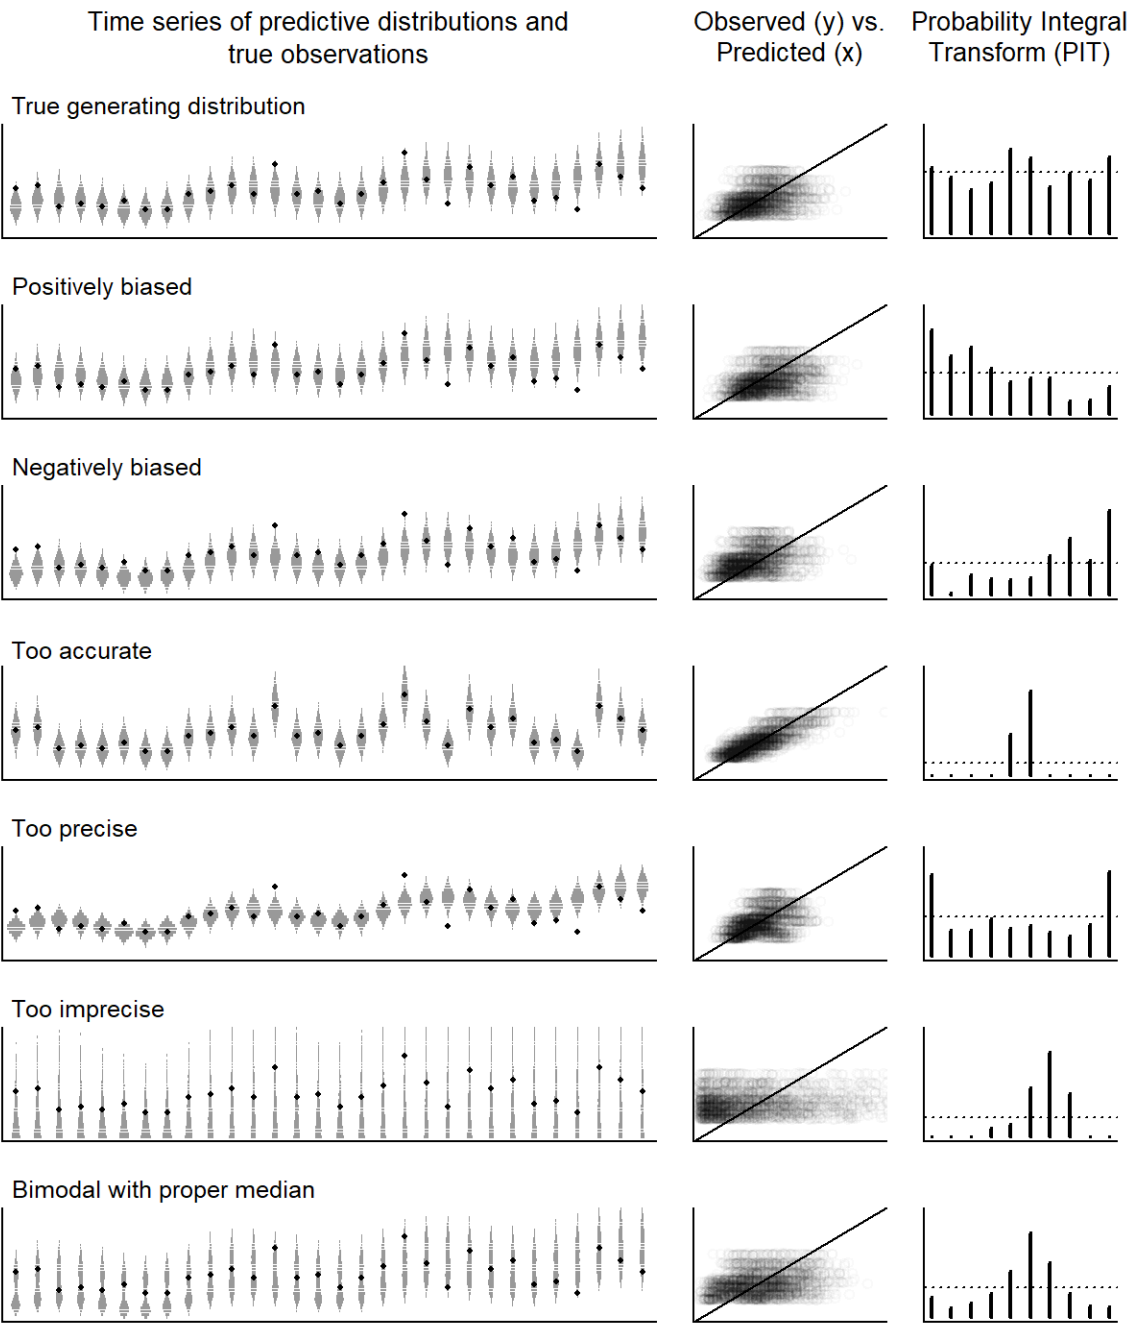 Time series of predictive distributions and
true observations
Observed (y) vs.
Predicted (x)
Probability Integral
Transform (PIT)
True generating distribution
Positively biased
Negatively biased
Too accurate
Too precise
Too imprecise
Bimodal with proper median